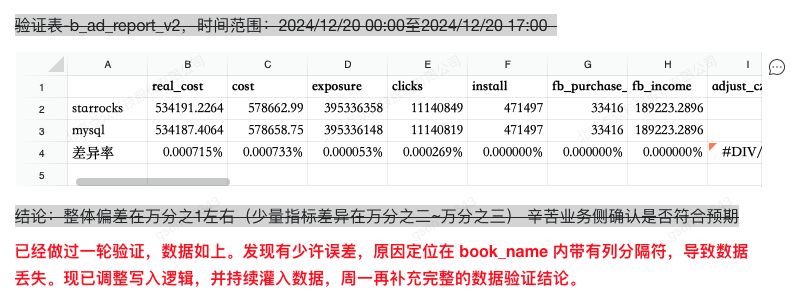 验证表-b_ad_report_v2，时间范围：2024/12/20 00:00至2024/12/20 17:00
A B C D E F G H I
1 real_cost cost exposure clicks install fb_purchase_ fb_income adjust_cz
2 starrocks 534191.2264 578662.99 395336358 11140849 471497 33416 189223.2896
3 mysql 534187.4064 578658.75 395336148 11140819 471497 33416 189223.2896
4 差异率 0.000715% 0.000733% 0.000053% 0.000269% 0.000000% 0.000000% 0.000000% #DIV/
5
结论：整体偏差在万分之1左右（少量指标差异在万分之二~万分之三） 辛苦业务侧确认是否符合预期
已经做过一轮验证，数据如上。发现有少许误差，原因定位在 book_name 内带有列分隔符，导致数据
丢失。现已调整写入逻辑，并持续灌入数据，周一再补充完整的数据验证结论。